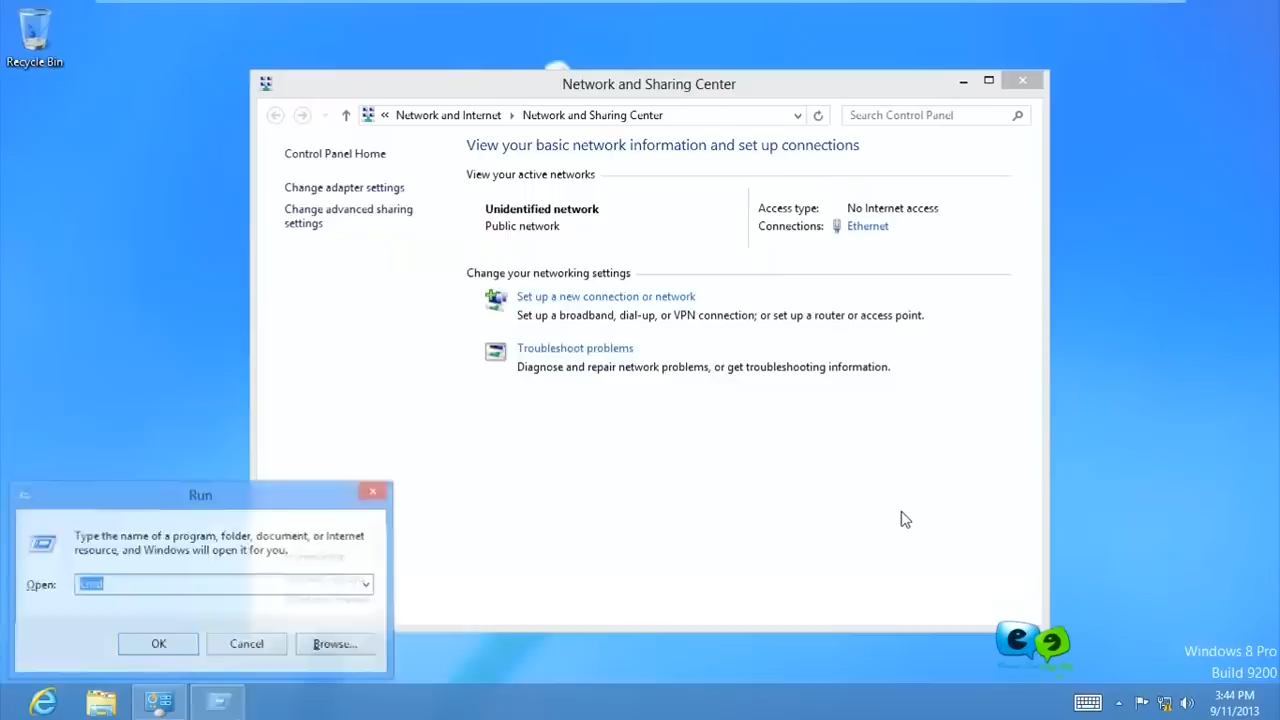 Recycle Bin
Network and Sharing Center
« Network and Internet Network and Sharing Center
Search Control Panel
Control Panel Home
Change adapter settings
Change advanced sharing
settings
View your basic network information and set up connections
View your active networks
Unidentified network
Public network
Access type: No Internet access
Connections: Ethernet
Change your networking settings
Set up a new connection or network
Set up a broadband, dial-up, or VPN connection; or set up a router or access point.
Troubleshoot problems
Diagnose and repair network problems, or get troubleshooting information.
Run
Type the name of a program, folder, document, or Internet
resource, and Windows will open it for you.
Open: cmd
OK Cancel Browse...
Windows 8 Pro
Build 9200
3:44 PM
9/11/2013